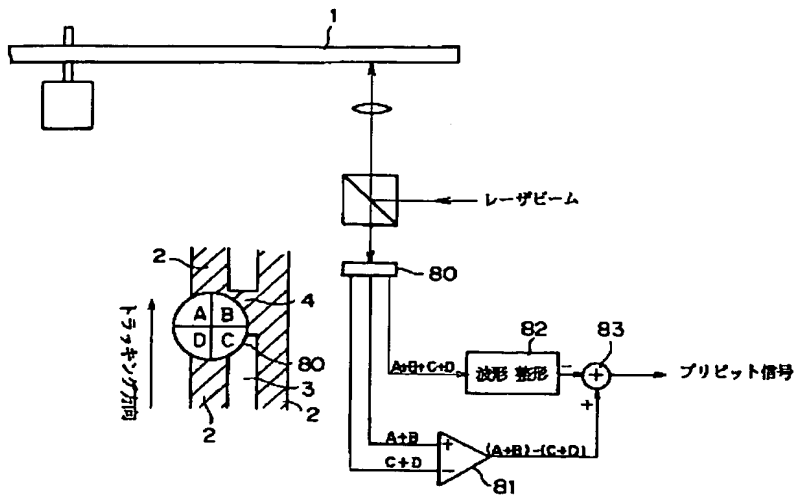 1
レーザビーム
80
2
4
A B
D C
80
3
2
2
トラッキング方向
A+B+C+D
82
波形 整形
83
−
+
プリピット信号
A+B
+
(A+B)−(C+D)
C+D
−
81